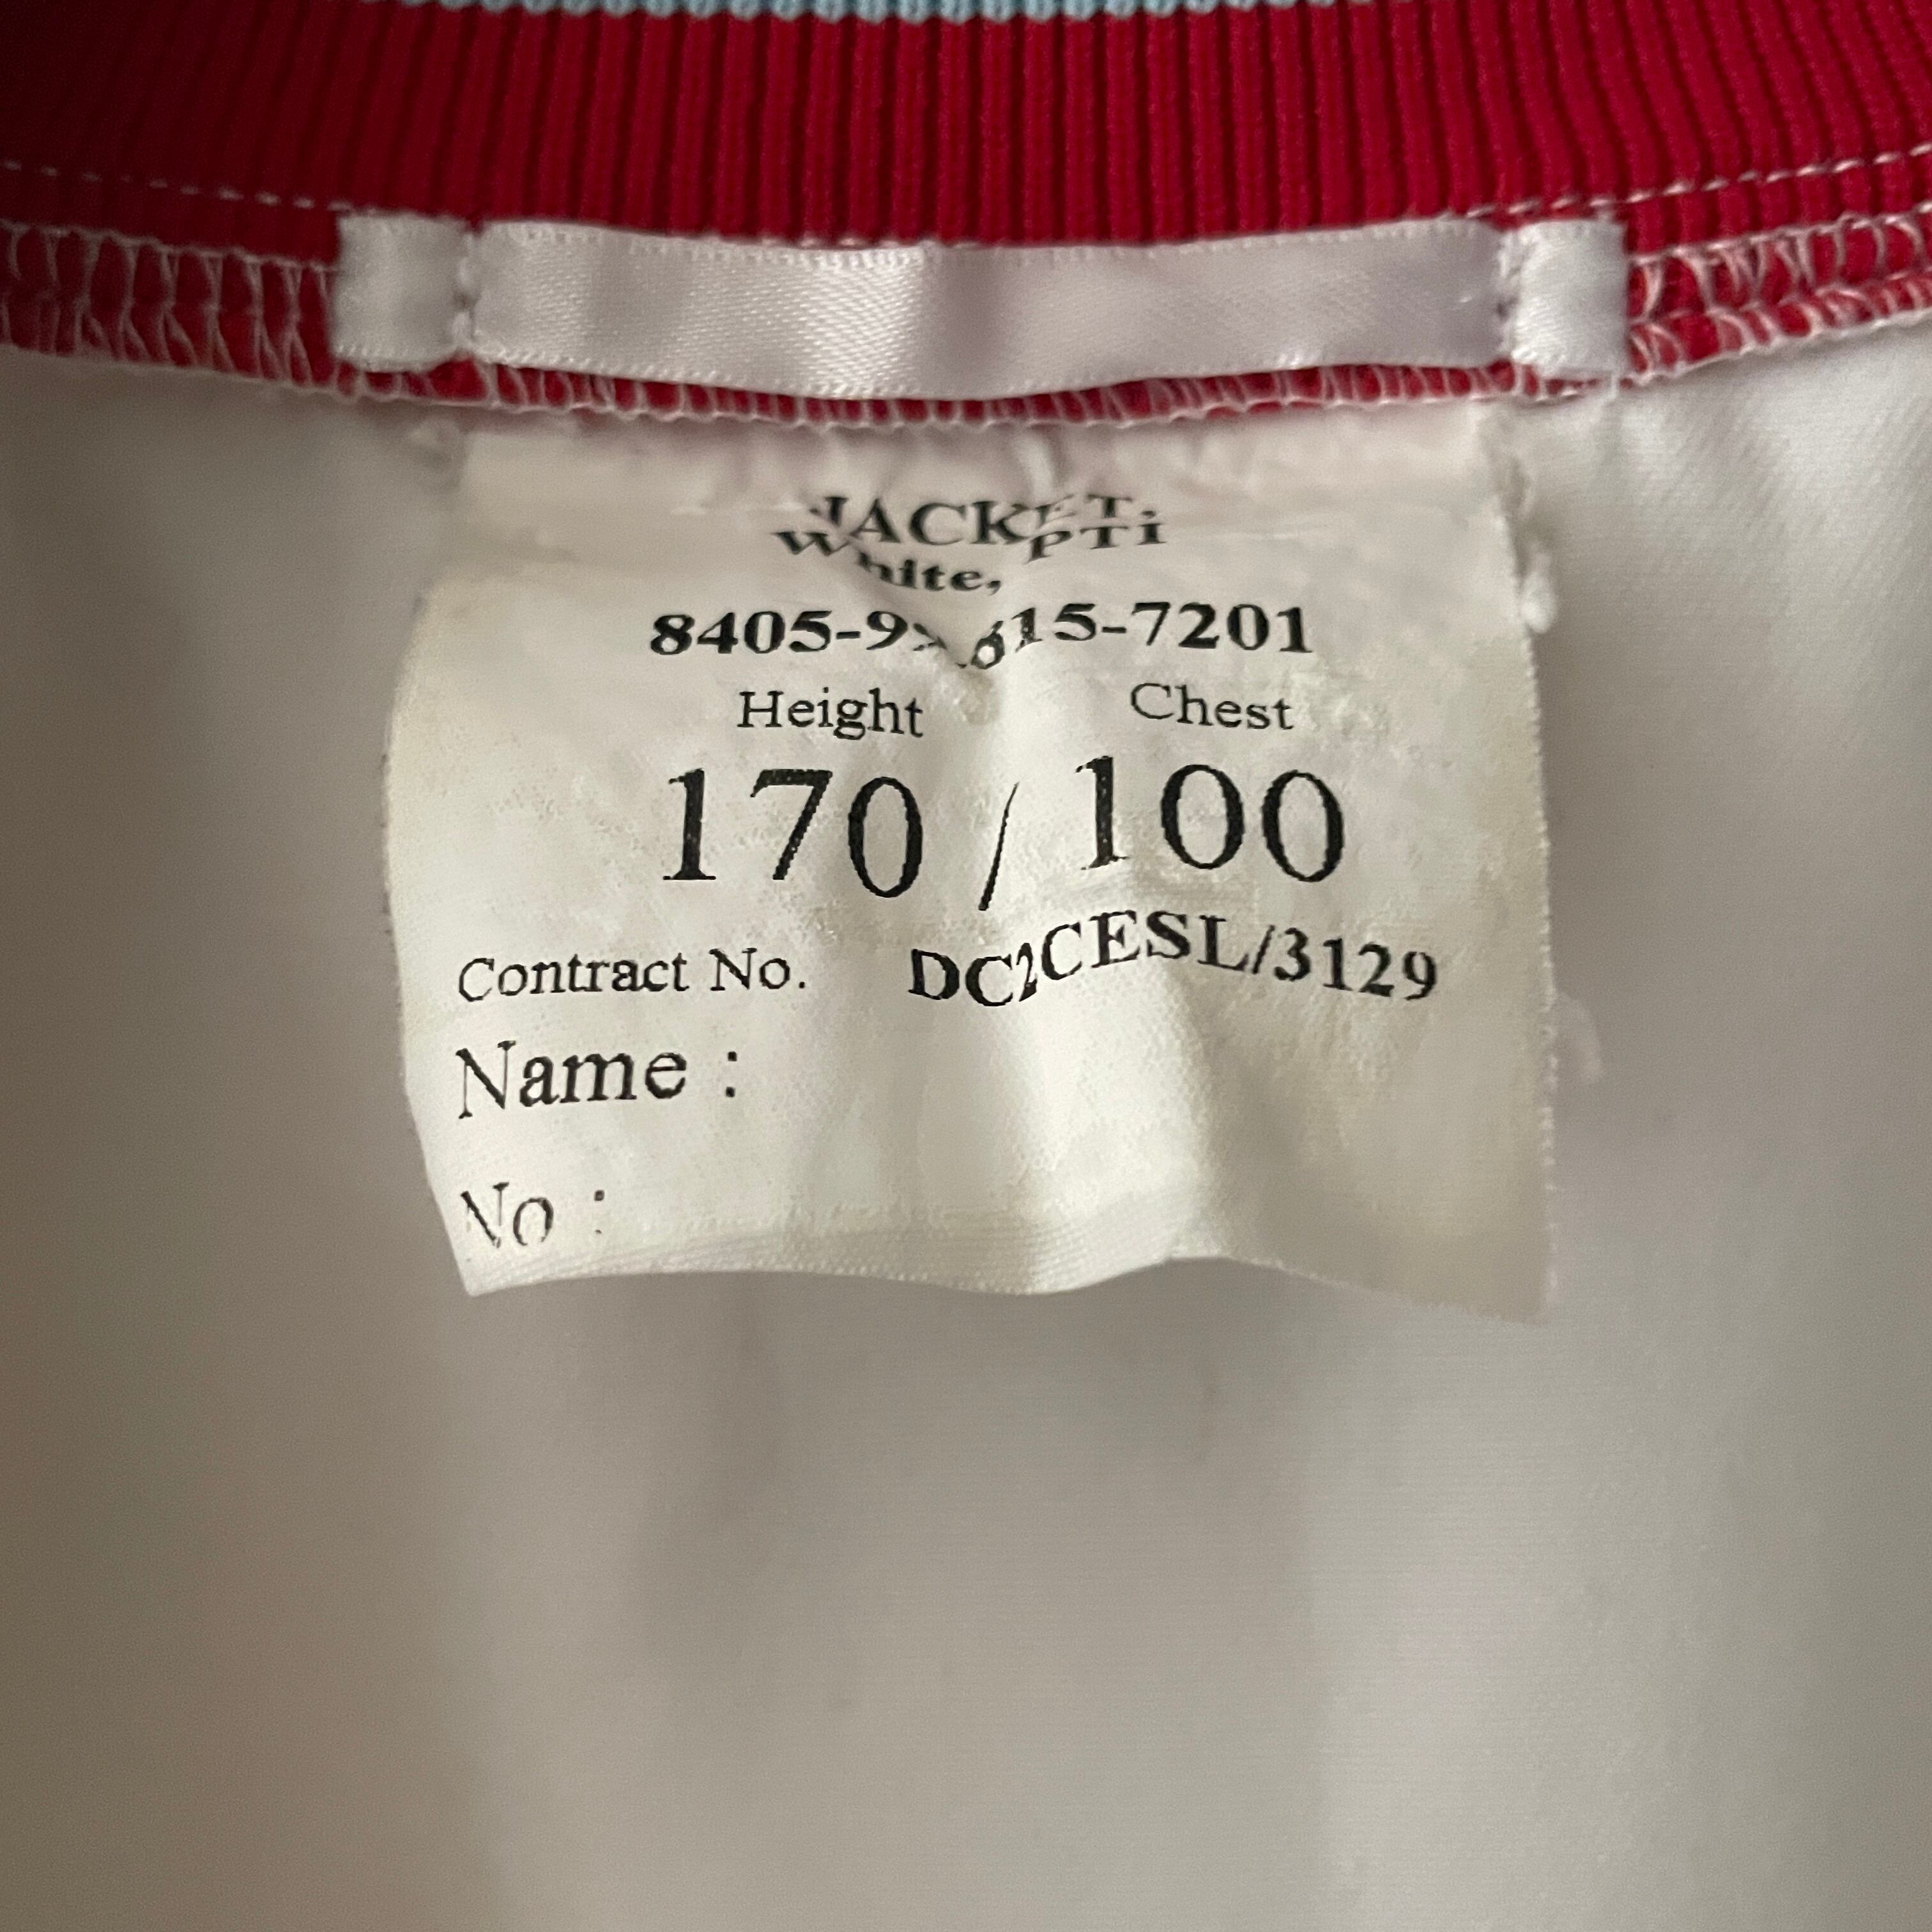 JACKET,
White, PTi
Height Chest
170 / 100
Contract No. DC2CESL/3129
Name :
No :